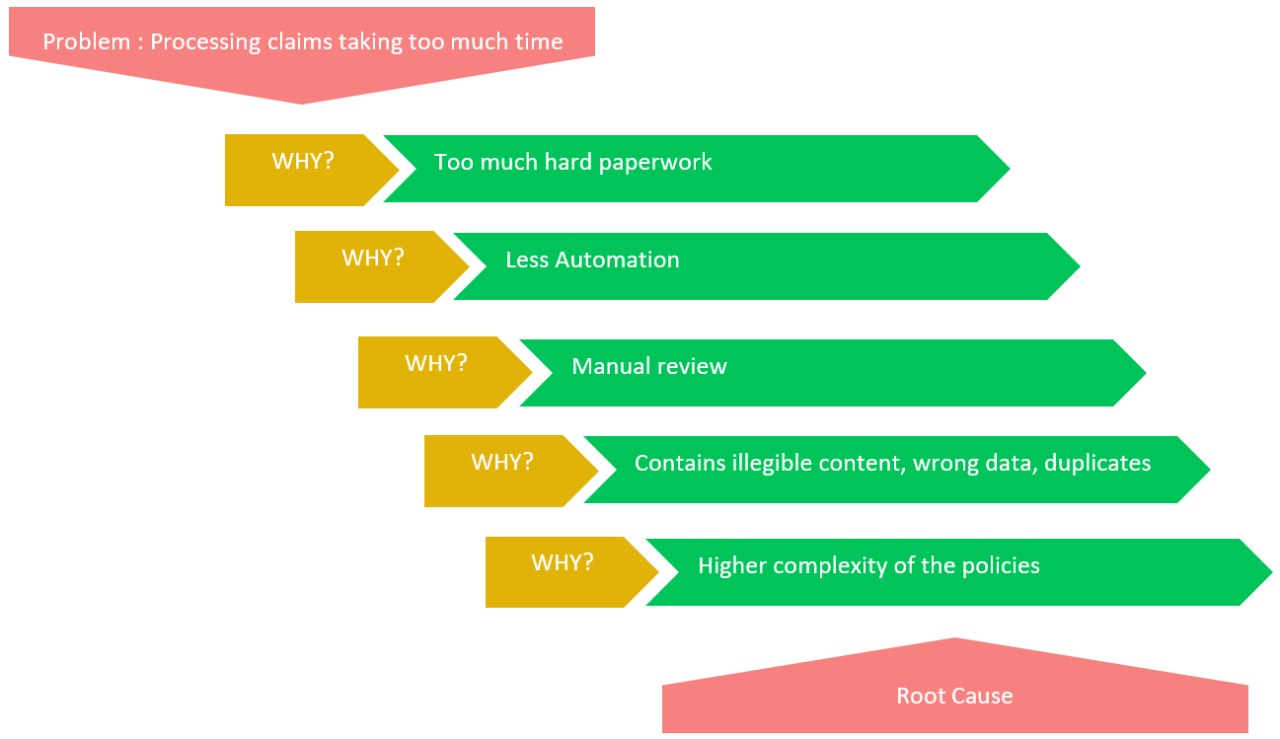 Problem : Processing claims taking too much time
WHY?
Too much hard paperwork
WHY?
Less Automation
WHY?
Manual review
WHY?
Contains illegible content, wrong data, duplicates
WHY?
Higher complexity of the policies
Root Cause